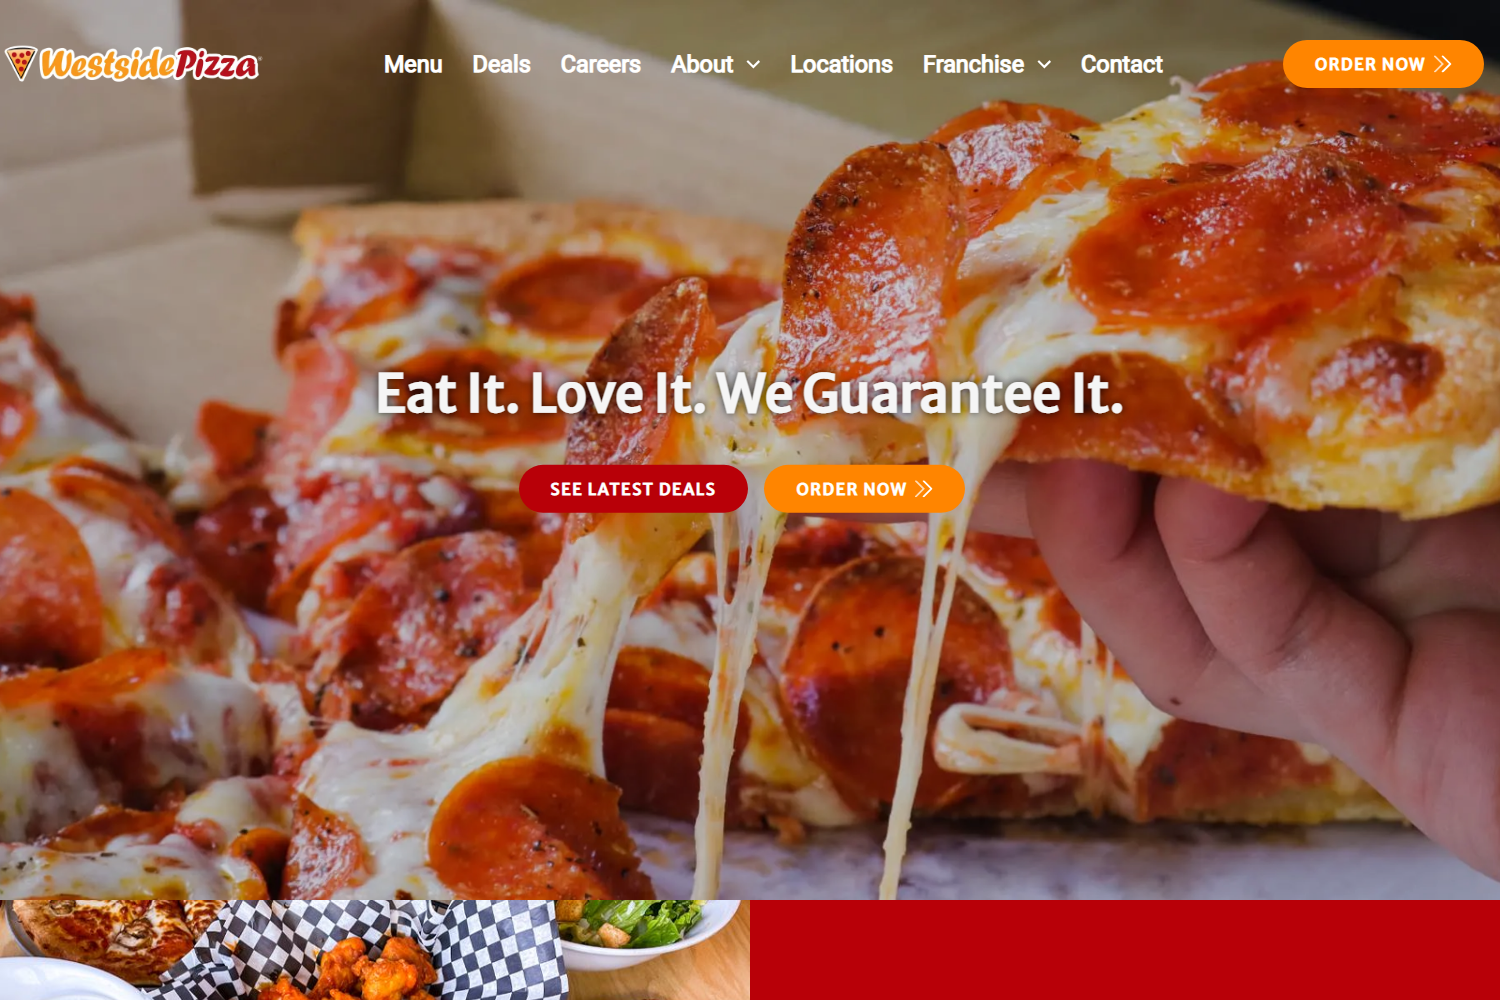 WestsidePizza
Menu Deals Careers About Locations Franchise Contact
ORDER NOW
Eat It. Love It. We Guarantee It.
SEE LATEST DEALS
ORDER NOW